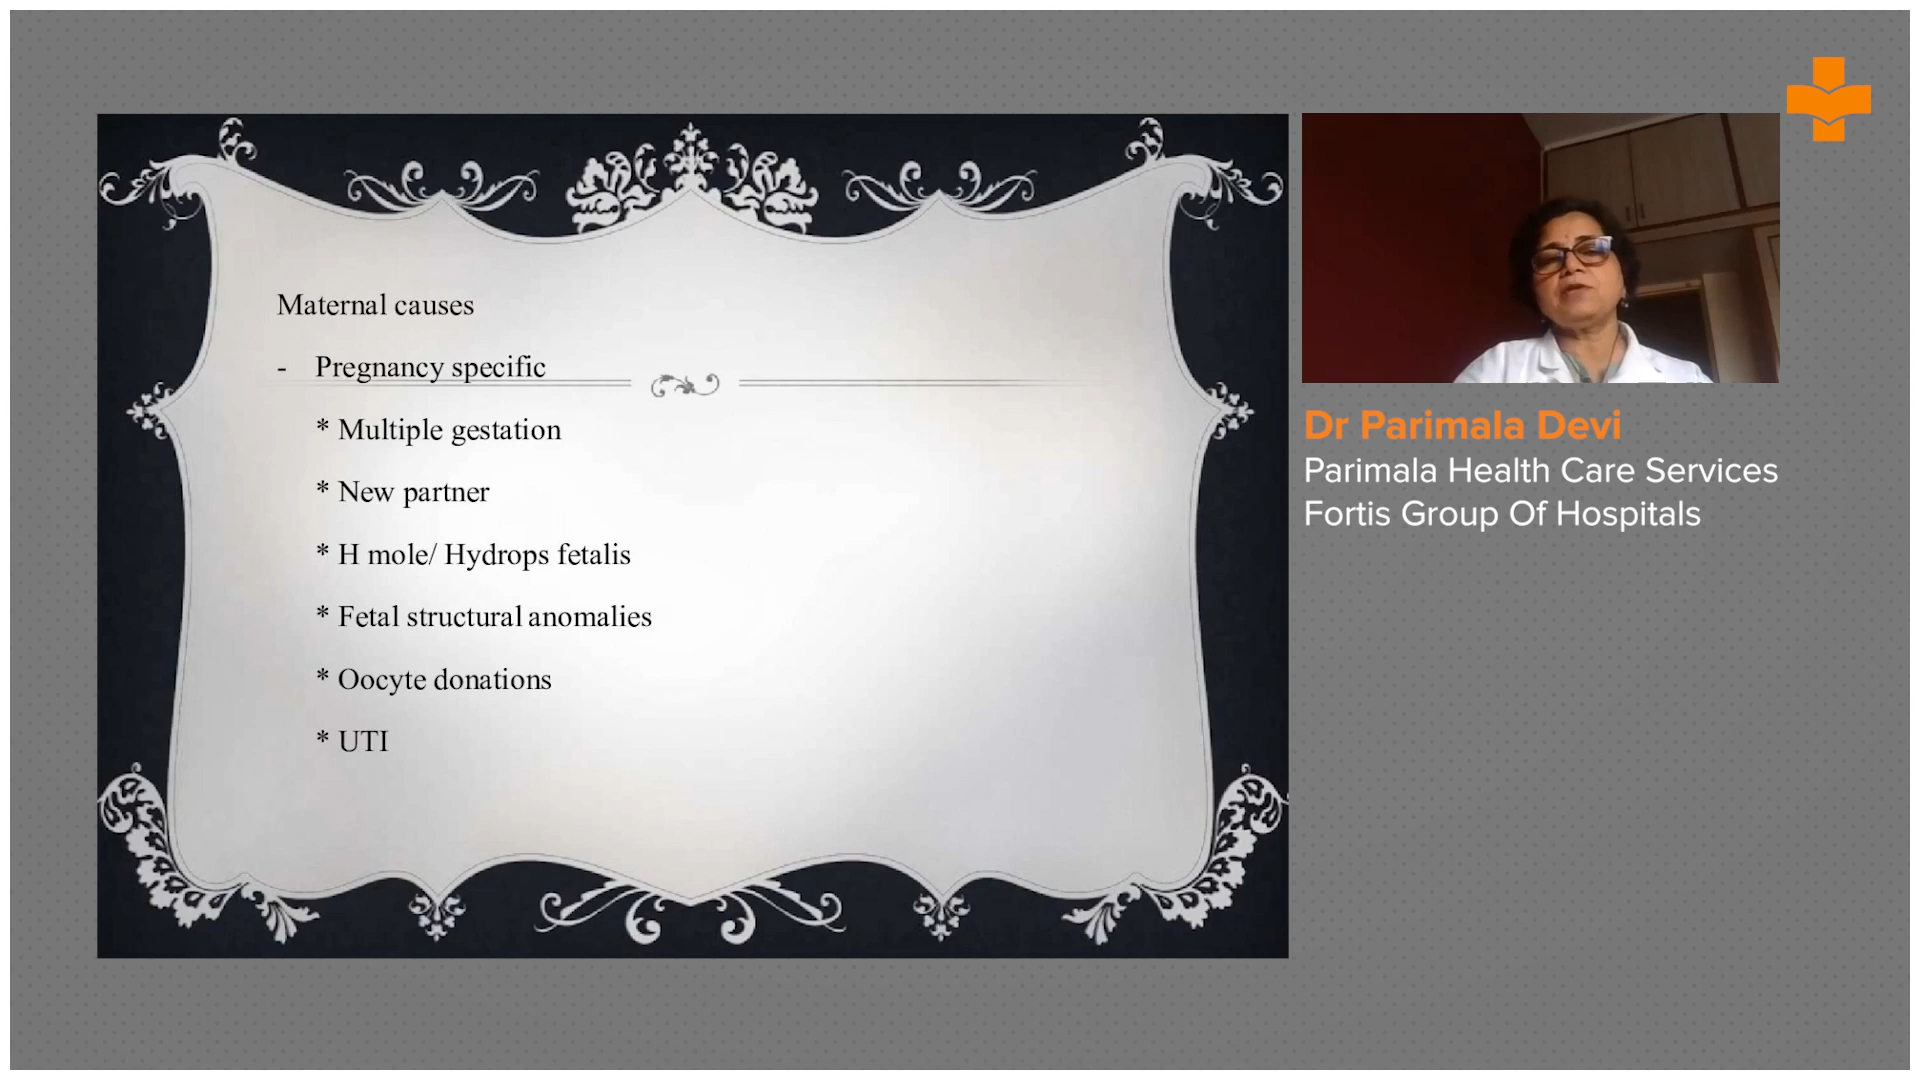 Maternal causes
- Pregnancy specific
* Multiple gestation
* New partner
* H mole/ Hydrops fetalis
* Fetal structural anomalies
* Oocyte donations
* UTI
Dr Parimala Devi
Parimala Health Care Services
Fortis Group Of Hospitals